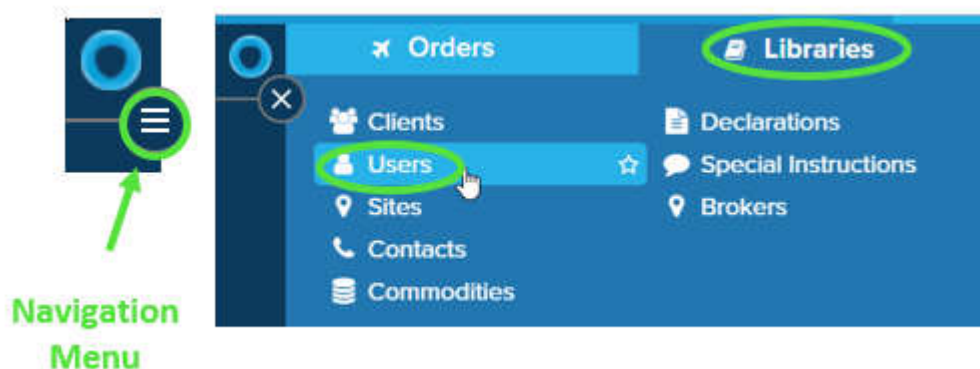 Orders
Libraries
Clients
Declarations
Users
Special Instructions
Sites
Brokers
Contacts
Commodities
Navigation
Menu